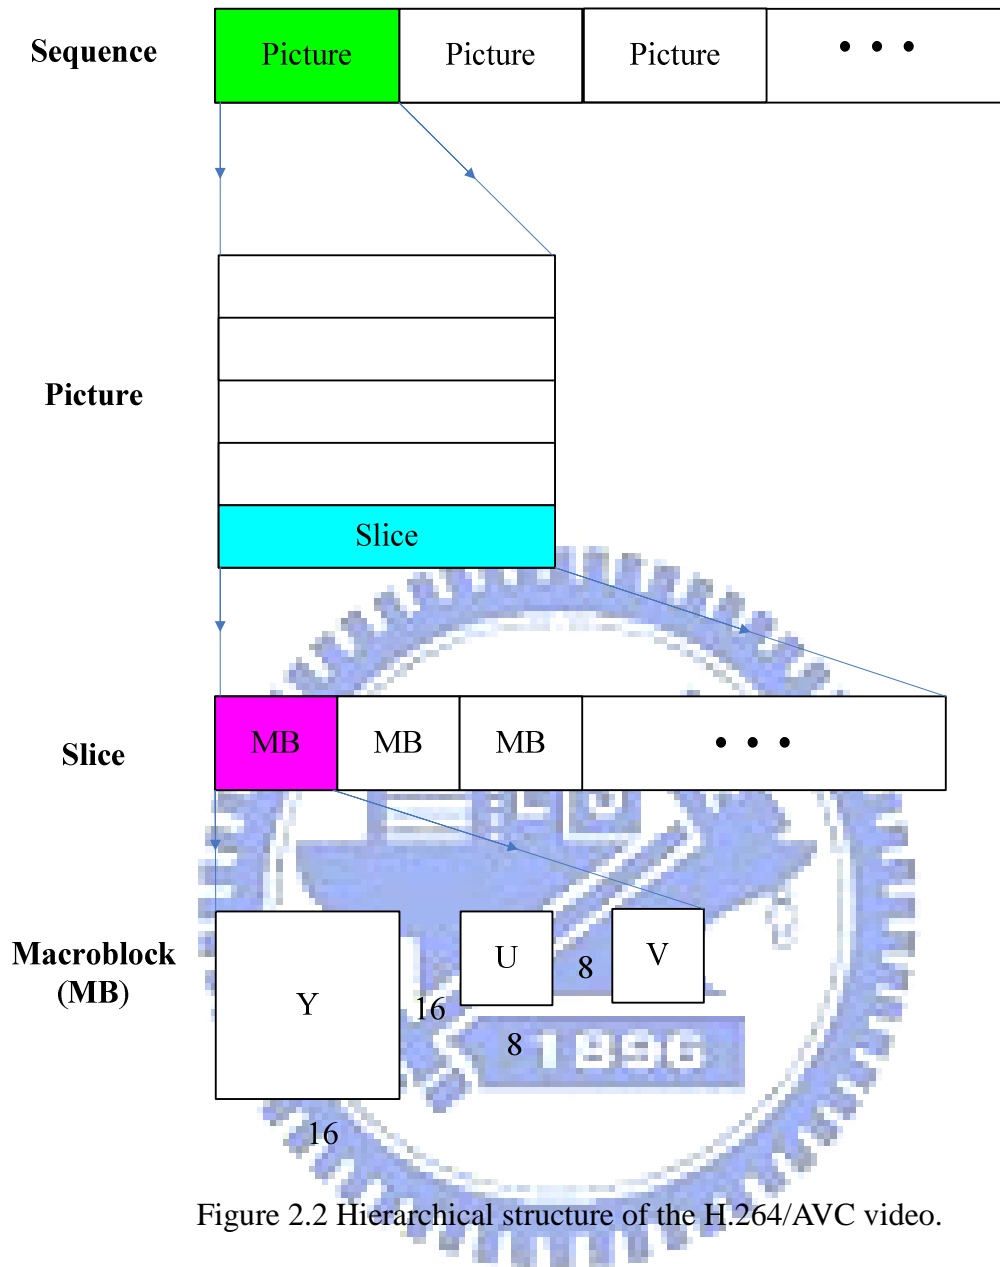 Sequence Picture Picture Picture • • •
Picture
Slice
Slice MB MB MB • • •
Macroblock
(MB)
Y
16
16
U
8
8
V
1896
Figure 2.2 Hierarchical structure of the H.264/AVC video.